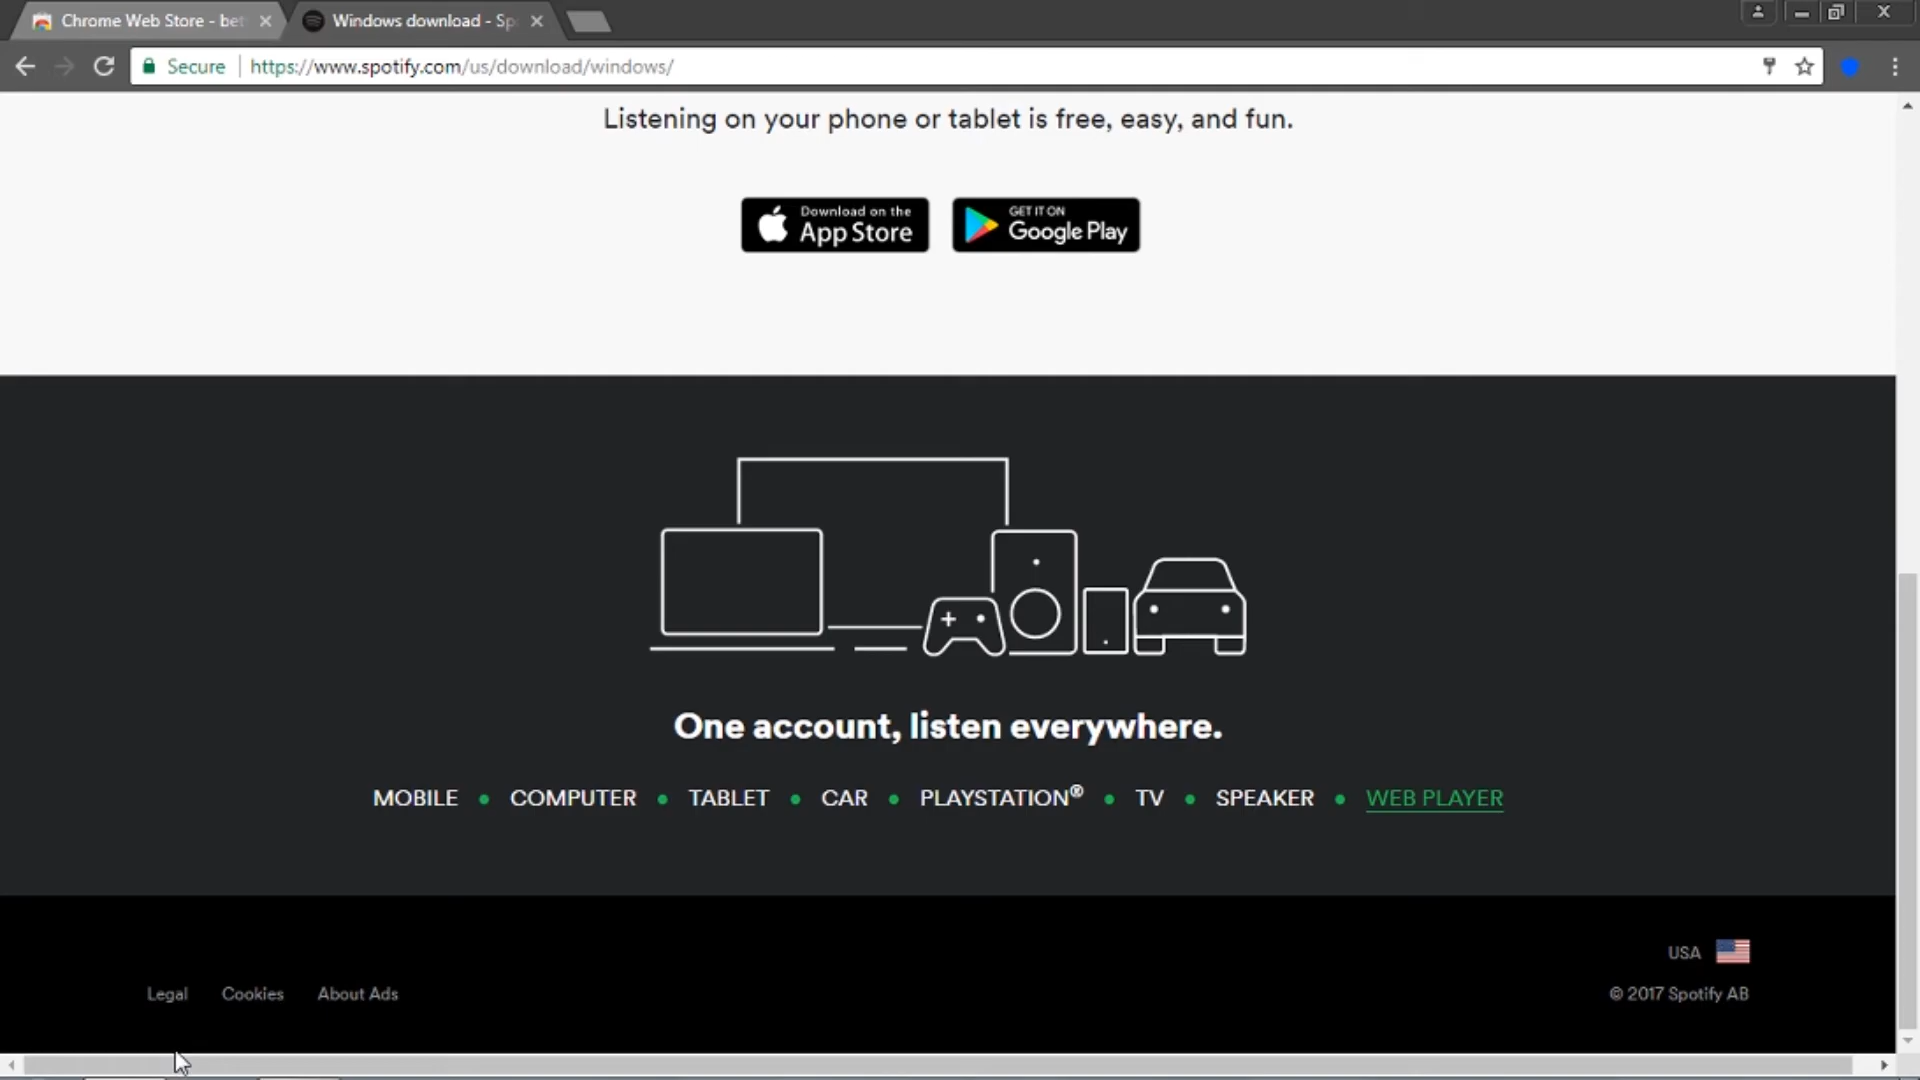 Chrome Web Store - bet
Windows download - Sp
Secure
https://www.spotify.com/us/download/windows/
Listening on your phone or tablet is free, easy, and fun.
Download on the
App Store
GET IT ON
Google Play
One account, listen everywhere.
MOBILE • COMPUTER • TABLET • CAR • PLAYSTATION® • TV • SPEAKER • WEB PLAYER
USA
Legal Cookies About Ads
© 2017 Spotify AB